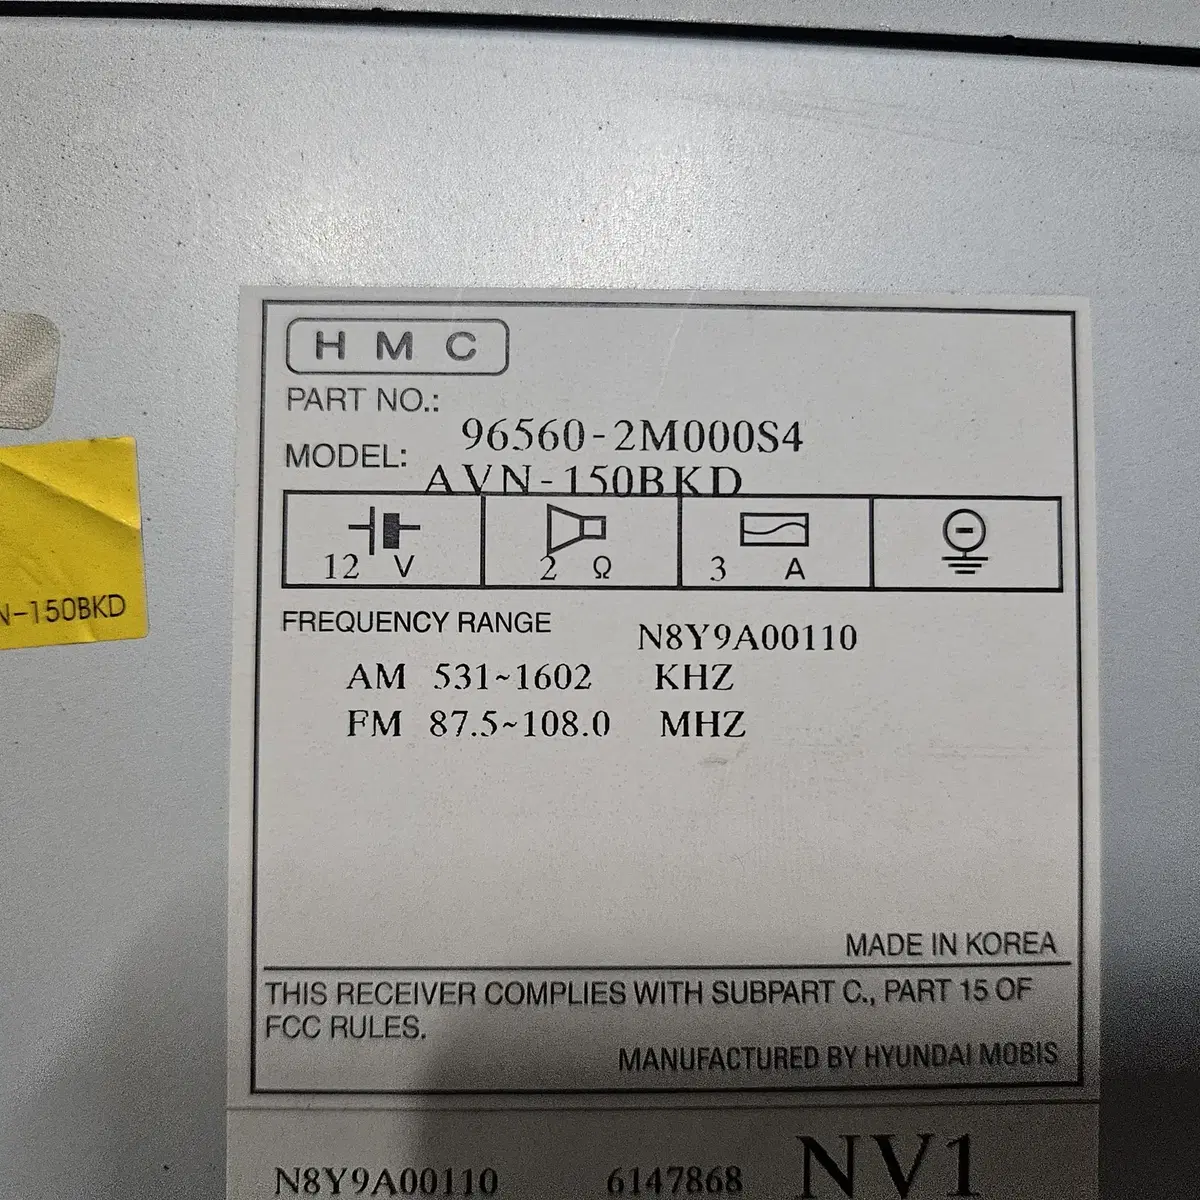 H M C
PART NO.:
96560-2M000S4
MODEL:
AVN-150BKD
12 V
2 Ω
3 A
FREQUENCY RANGE
N8Y9A00110
AM 531~1602 KHZ
FM 87.5~108.0 MHZ
MADE IN KOREA
THIS RECEIVER COMPLIES WITH SUBPART C., PART 15 OF
FCC RULES.
MANUFACTURED BY HYUNDAI MOBIS
N8Y9A00110 6147868 NV1
-150BKD